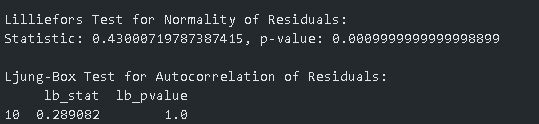 Lilliefors Test for Normality of Residuals:
Statistic: 0.43000719787387415, p-value: 0.0009999999999998899
Ljung-Box Test for Autocorrelation of Residuals:
lb_stat lb_pvalue
10 0.289082 1.0